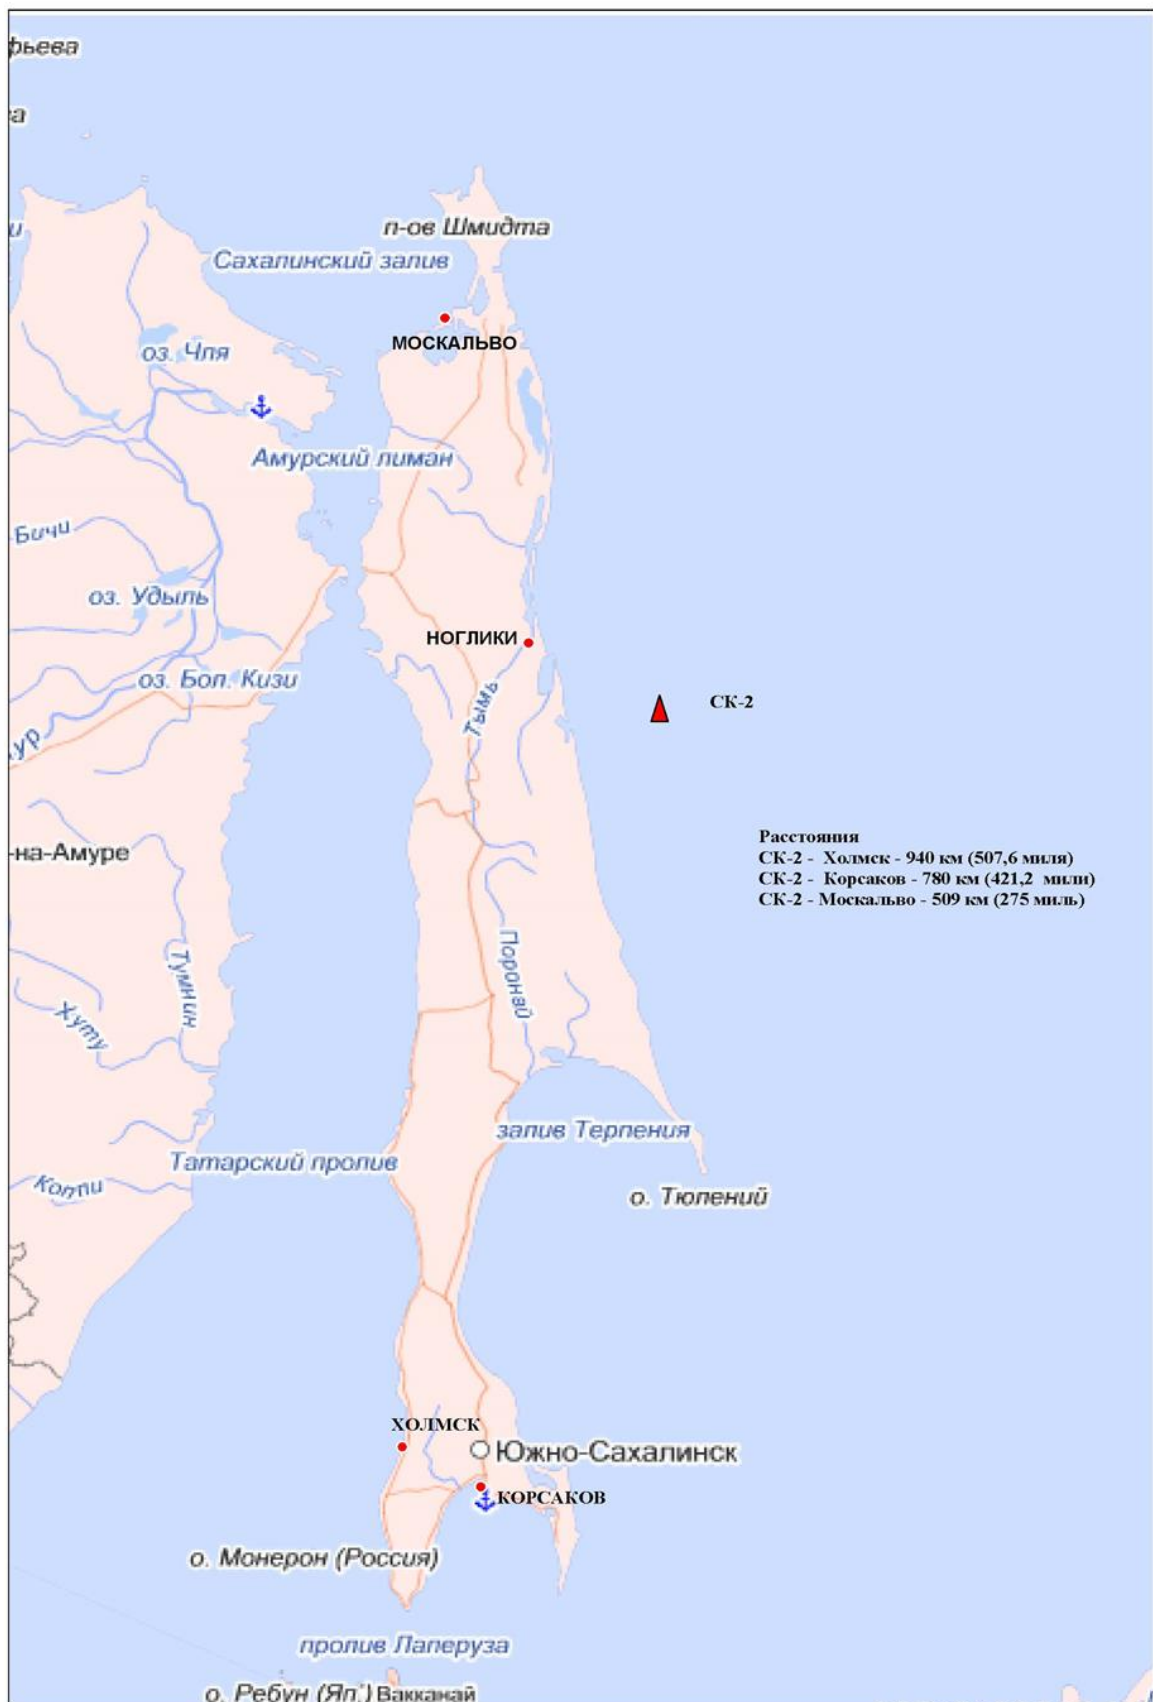 фьева
ва
и
п-ов Шмидта
Сахалинский залив
МОСКАЛЬВО
оз. Чля
Амурский лиман
Бичи
оз. Удыль
НОГЛИКИ
оз. Бол. Кизи
Тымь
СК-2
ур
Расстояния
-на-Амуре
СК-2 - Холмск - 940 км (507,6 миля)
СК-2 - Корсаков - 780 км (421,2 мили)
СК-2 - Москальво - 509 км (275 миль)
Поронай
Тумнин
Хуту
залив Терпения
Татарский пролив
Коппи
о. Тюлений
ХОЛМСК
Южно-Сахалинск
КОРСАКОВ
о. Монерон (Россия)
пролив Лаперуза
о. Ребун (Яп.)
Вакканай